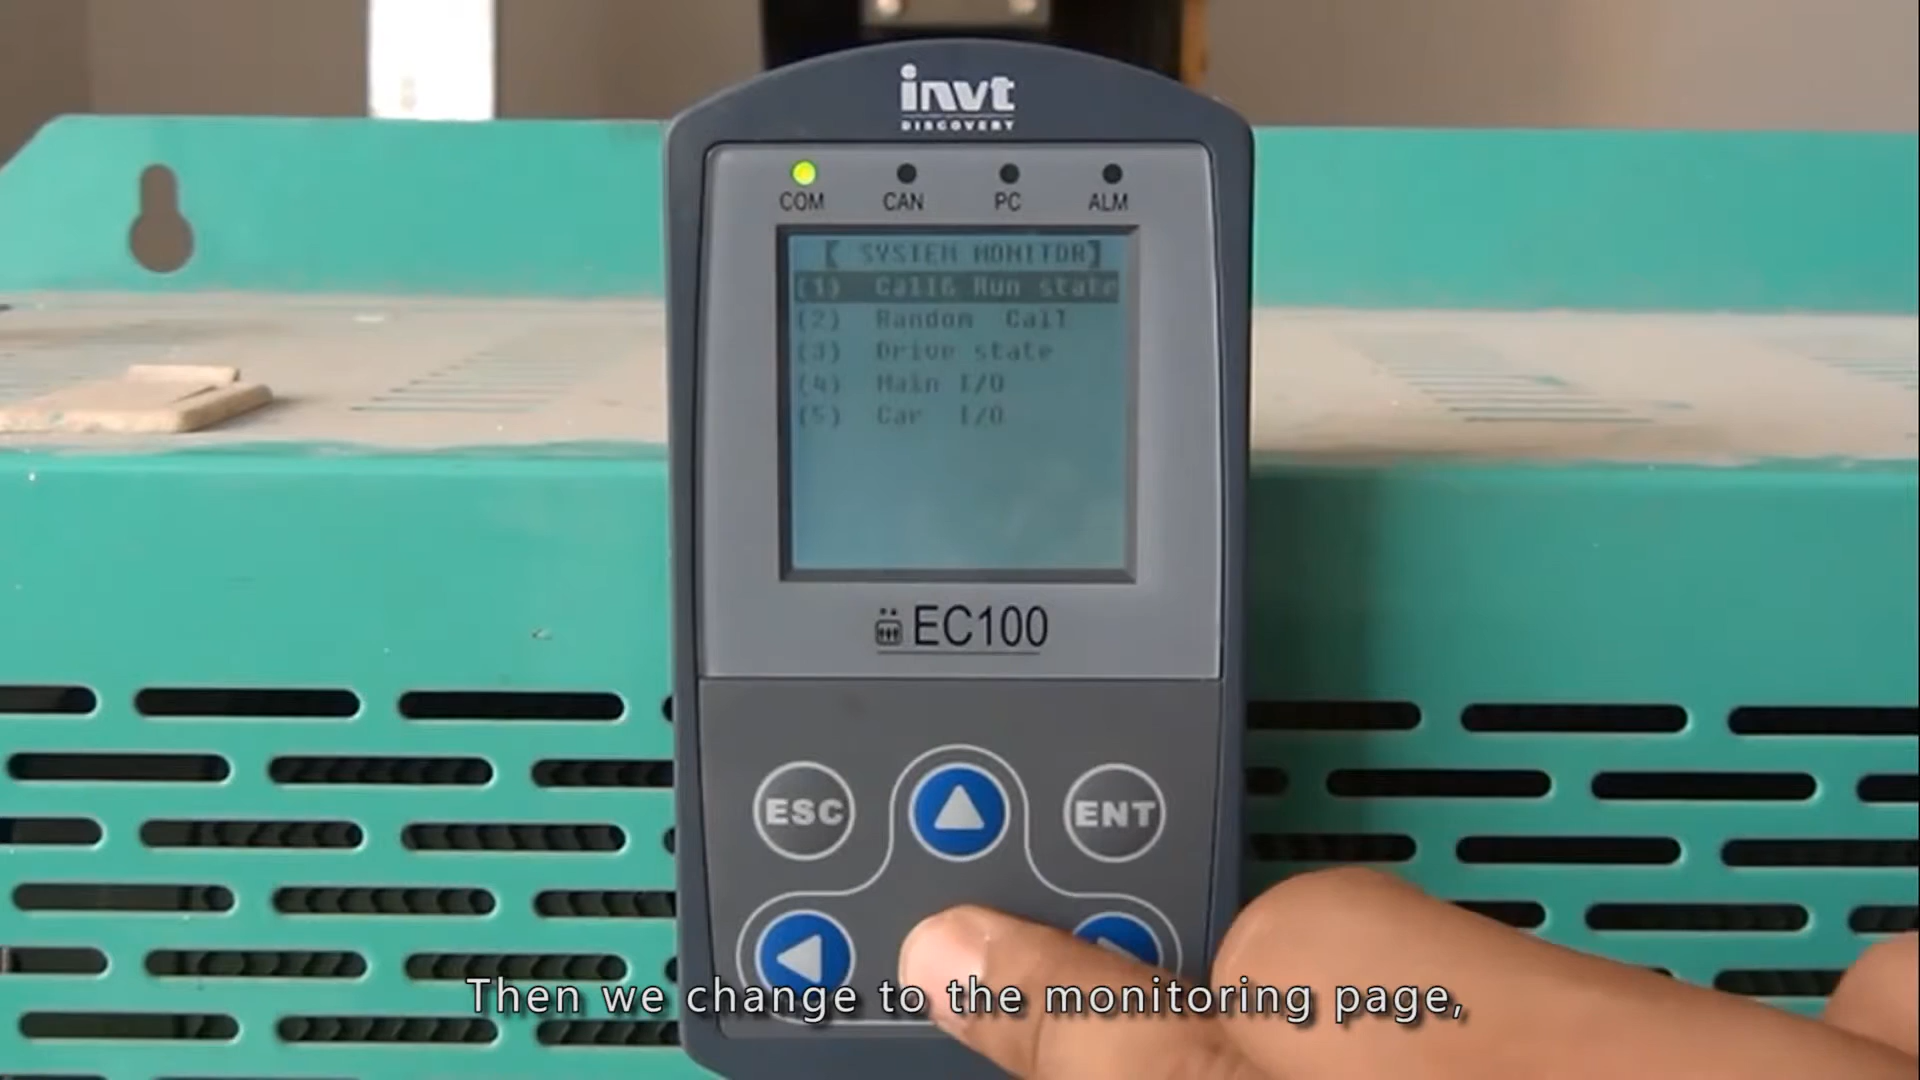 invt
DISCOVERY
COM CAN PC ALM
【 SYSTEM MONITOR】
(1) Call& Run state
(2) Random Call
(3) Drive state
(4) Main I/O
(5) Car I/O
EC100
ESC ENT
Then we change to the monitoring page,